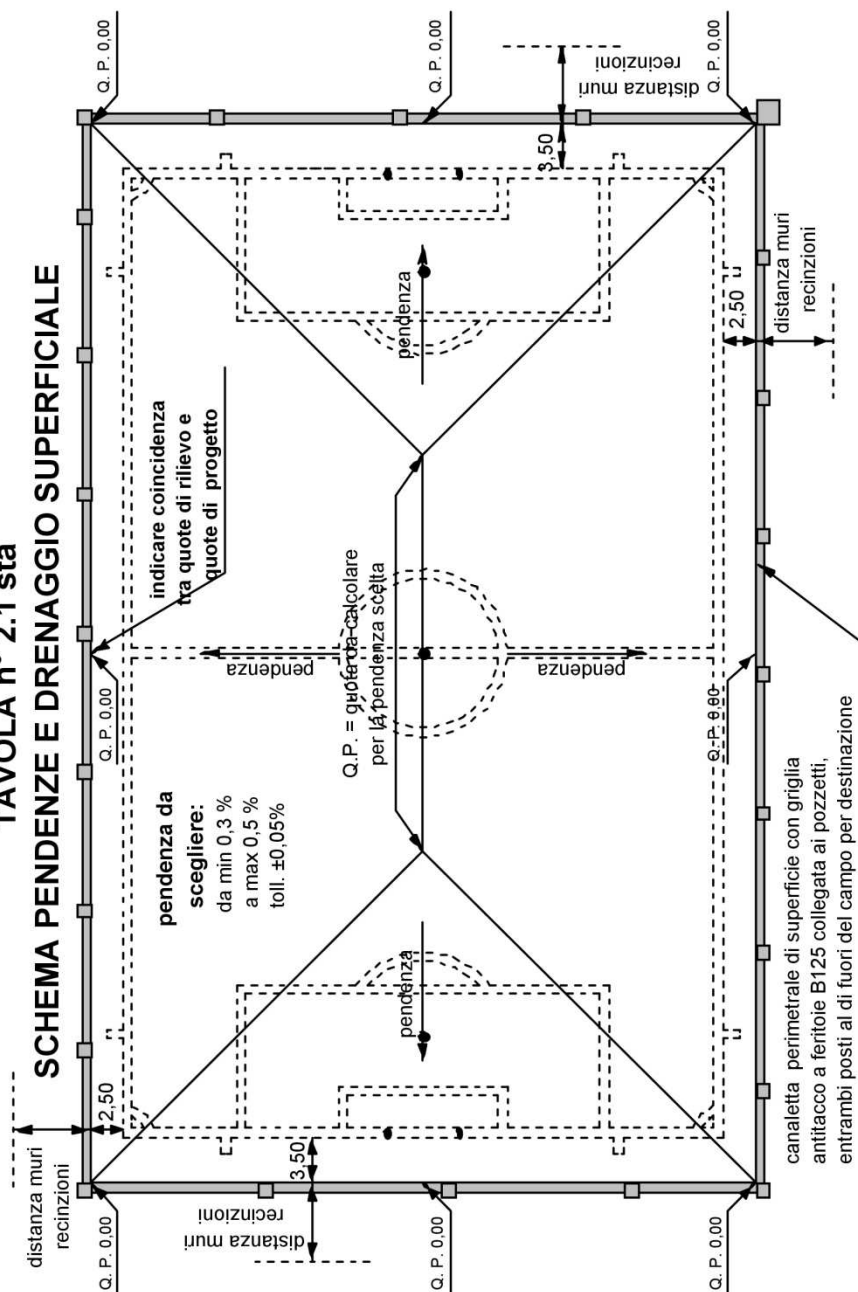 TAVOLA n° 2.1 sta
SCHEMA PENDENZE E DRENAGGIO SUPERFICIALE
distanza muri
recinzioni
2,50
Q. P. 0,00
Q. P. 0,00
Q. P. 0,00
indicare coincidenza
tra quote di rilievo e
quote di progetto
pendenza da
scegliere:
da min 0,3 %
a max 0,5 %
toll. ±0,05%
pendenza
3,50
distanza muri
recinzioni
pendenza
Q.P. = quota da calcolare
per la pendenza scelta
pendenza
Q. P. 0,00
pendenza
3,50
distanza muri
recinzioni
Q. P. 0,00
Q. P. 0,00
Q. P. 0,00
2,50
distanza muri
recinzioni
canaletta perimetrale di superficie con griglia
antitacco a feritoie B125 collegata ai pozzetti,
entrambi posti al di fuori del campo per destinazione